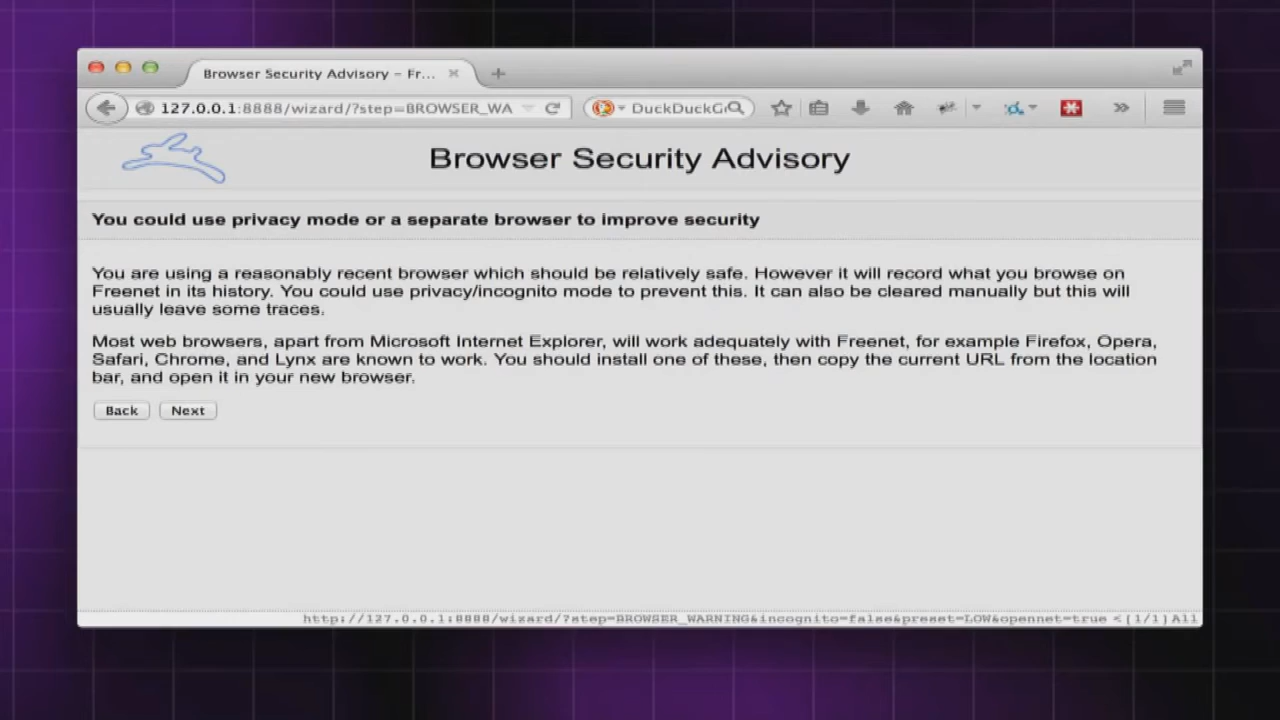 Browser Security Advisory – Fr...
127.0.0.1:8888/wizard/?step=BROWSER_WA
DuckDuckG
Browser Security Advisory
You could use privacy mode or a separate browser to improve security
You are using a reasonably recent browser which should be relatively safe. However it will record what you browse on
Freenet in its history. You could use privacy/incognito mode to prevent this. It can also be cleared manually but this will
usually leave some traces.
Most web browsers, apart from Microsoft Internet Explorer, will work adequately with Freenet, for example Firefox, Opera,
Safari, Chrome, and Lynx are known to work. You should install one of these, then copy the current URL from the location
bar, and open it in your new browser.
Back Next
http://127.0.0.1:8888/wizard/?step=BROWSER_WARNING&incognito=false&preset=LOW&opennet=true <[1/1]All